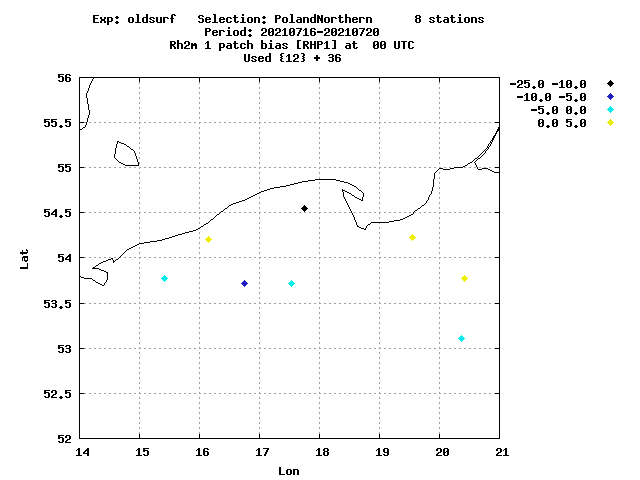 Exp: oldsurf   Selection: PolandNorthern      8 stations
Period: 20210716-20210720
Rh2m 1 patch bias [RHP1] at  00 UTC
Used {12} + 36
-25.0 -10.0
-10.0 -5.0
-5.0 0.0
0.0 5.0
56
55.5
55
54.5
54
53.5
53
52.5
52
Lat
14 15 16 17 18 19 20 21
Lon